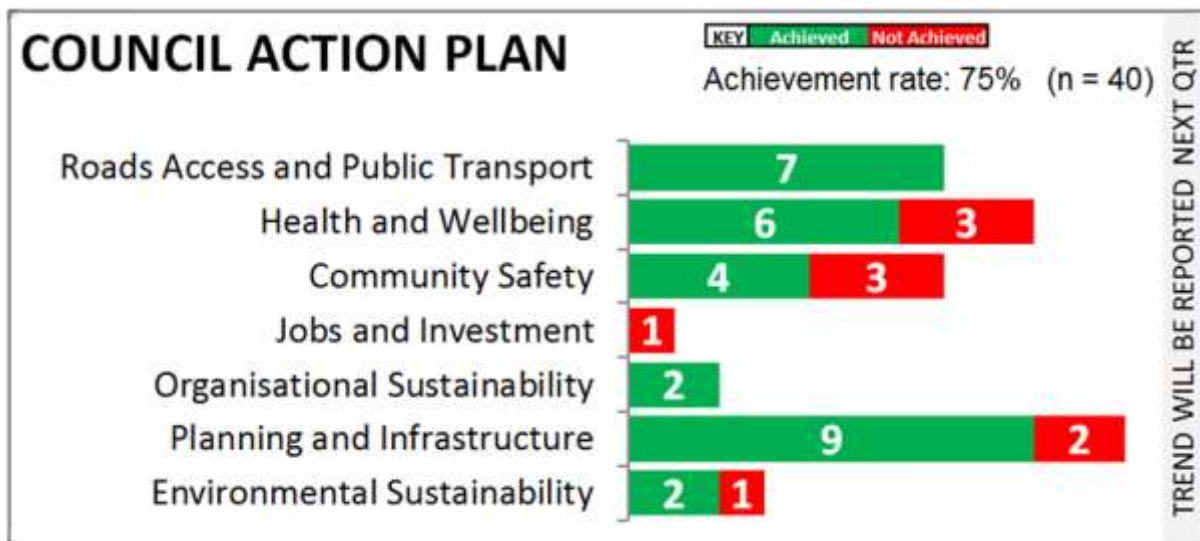 COUNCIL ACTION PLAN
KEY Achieved Not Achieved
Achievement rate: 75% (n = 40)
Roads Access and Public Transport 7
Health and Wellbeing 6 3
Community Safety 4 3
Jobs and Investment 1
Organisational Sustainability 2
Planning and Infrastructure 9 2
Environmental Sustainability 2 1
TREND WILL BE REPORTED NEXT QTR